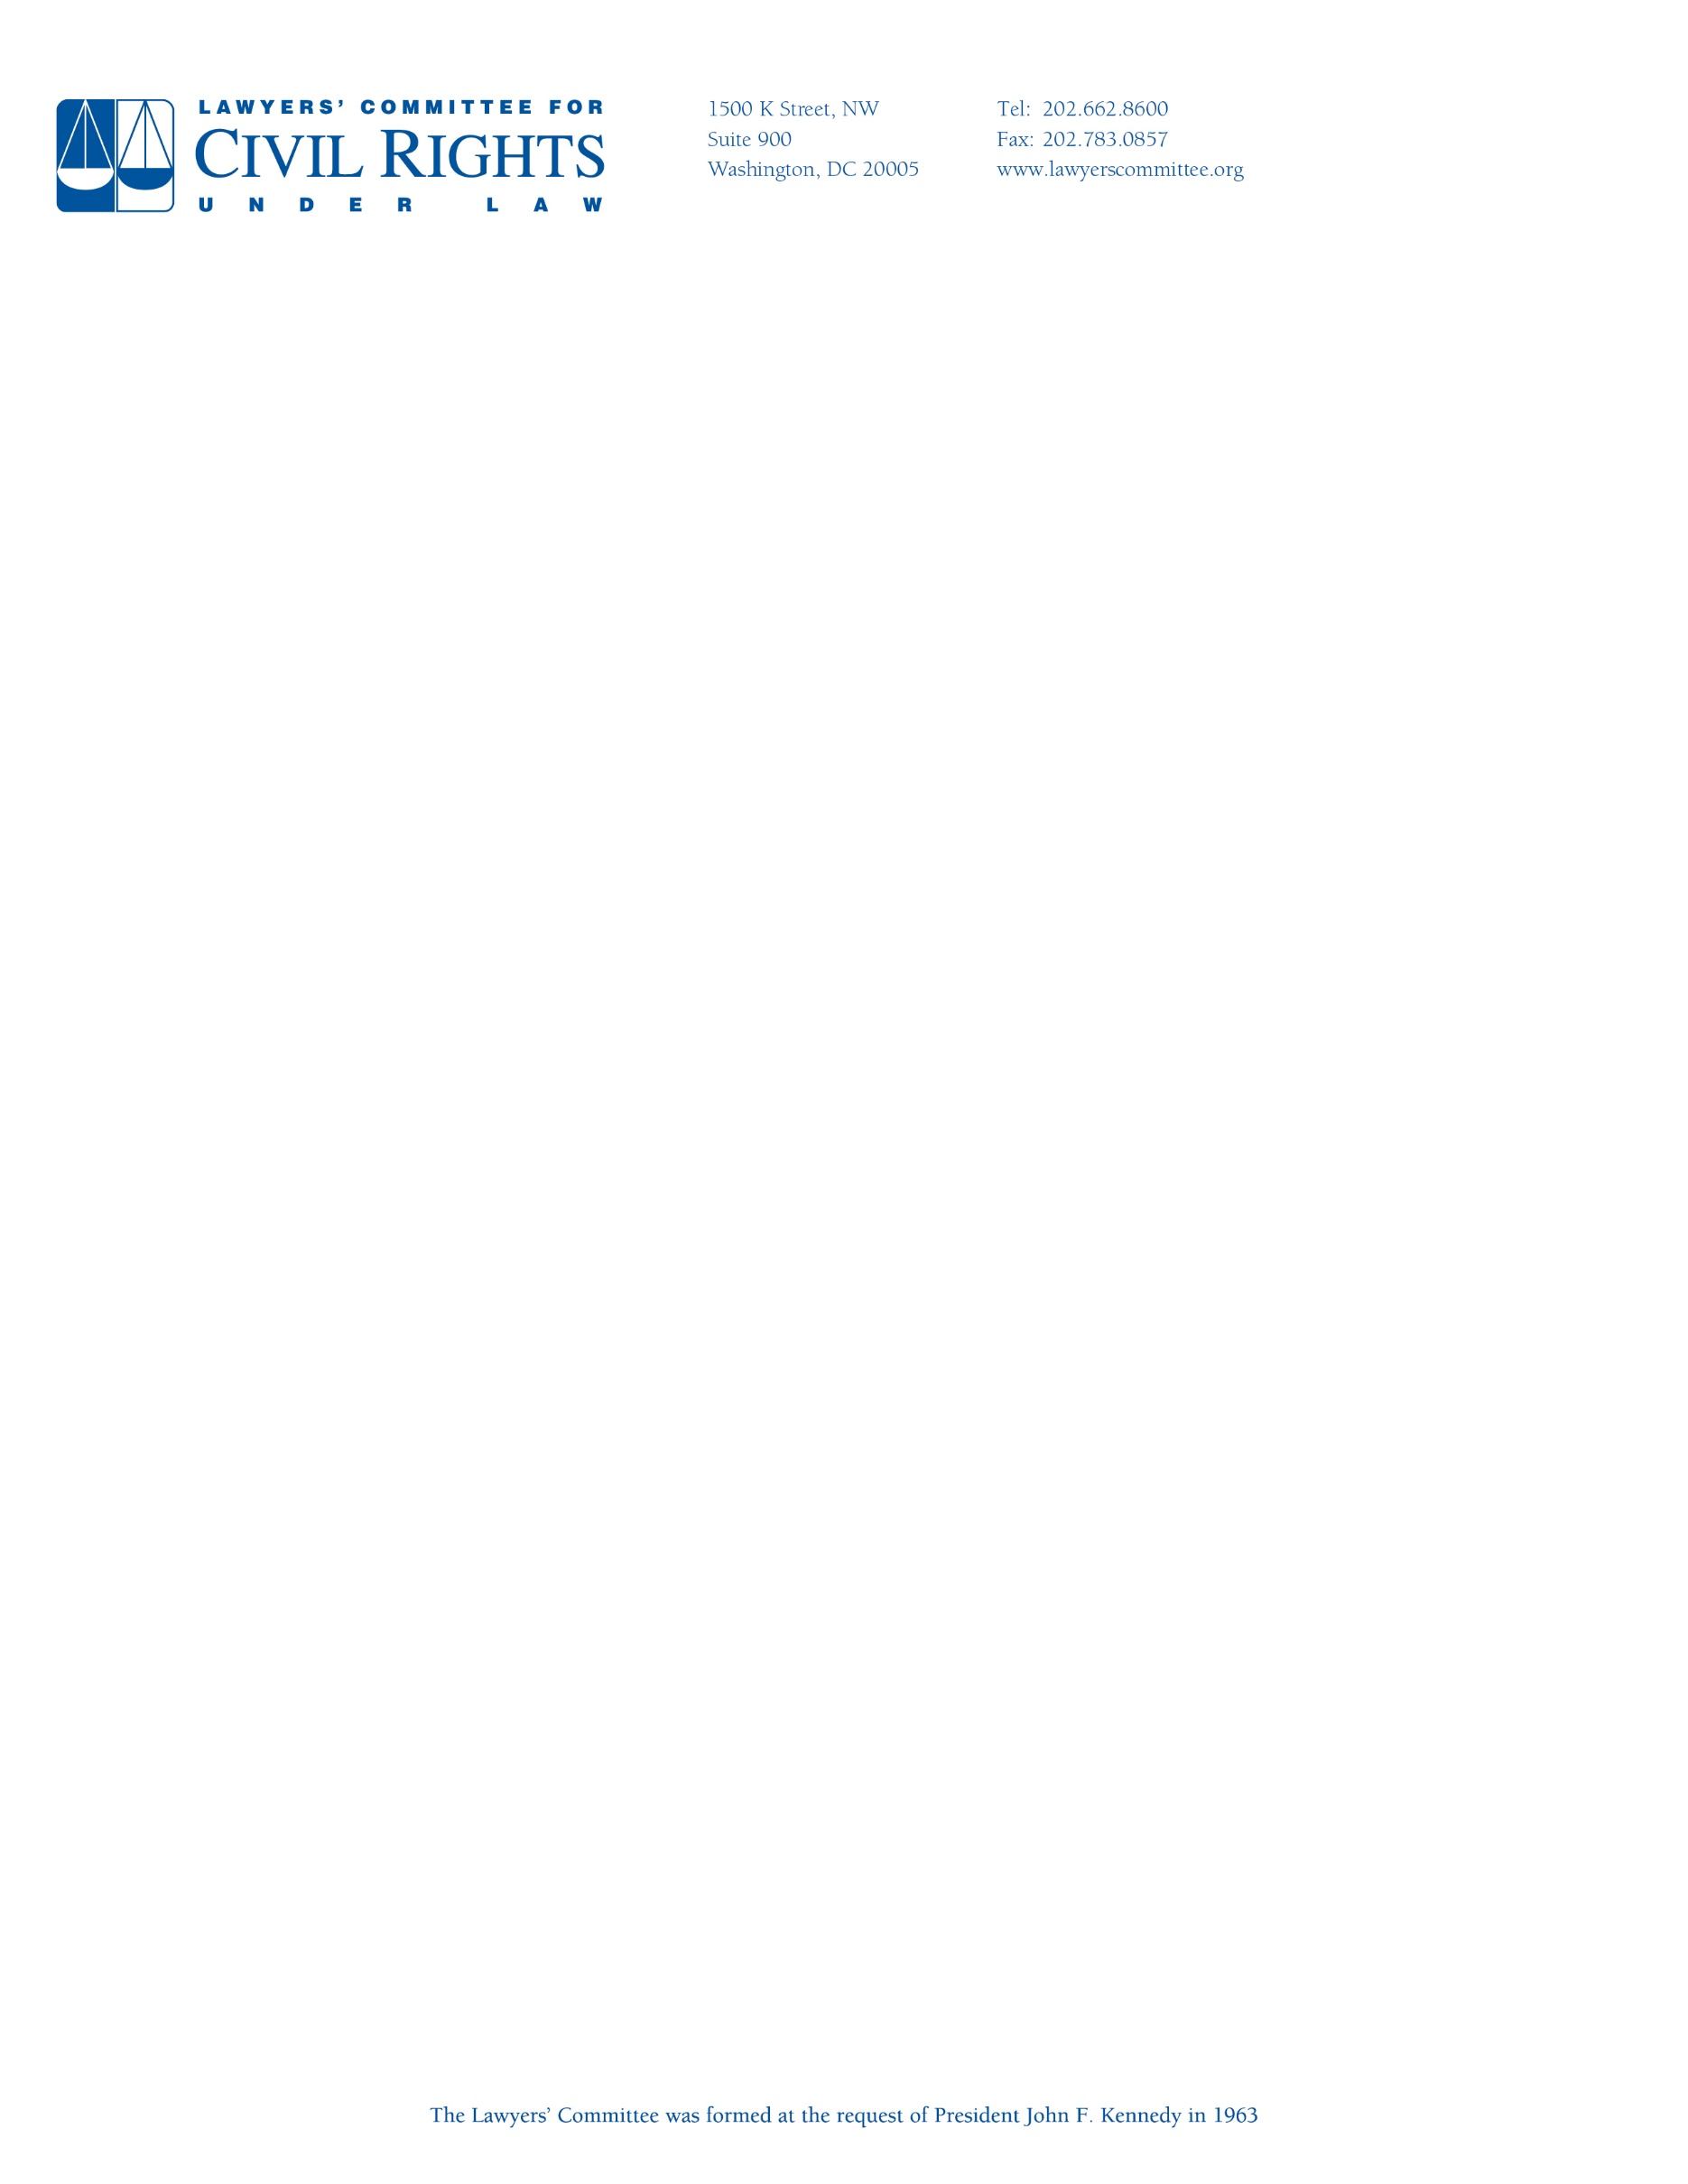 LAWYERS’ COMMITTEE FOR
CIVIL RIGHTS
UNDER LAW
1500 K Street, NW
Suite 900
Washington, DC 20005
Tel: 202.662.8600
Fax: 202.783.0857
www.lawyerscommittee.org
The Lawyers’ Committee was formed at the request of President John F. Kennedy in 1963